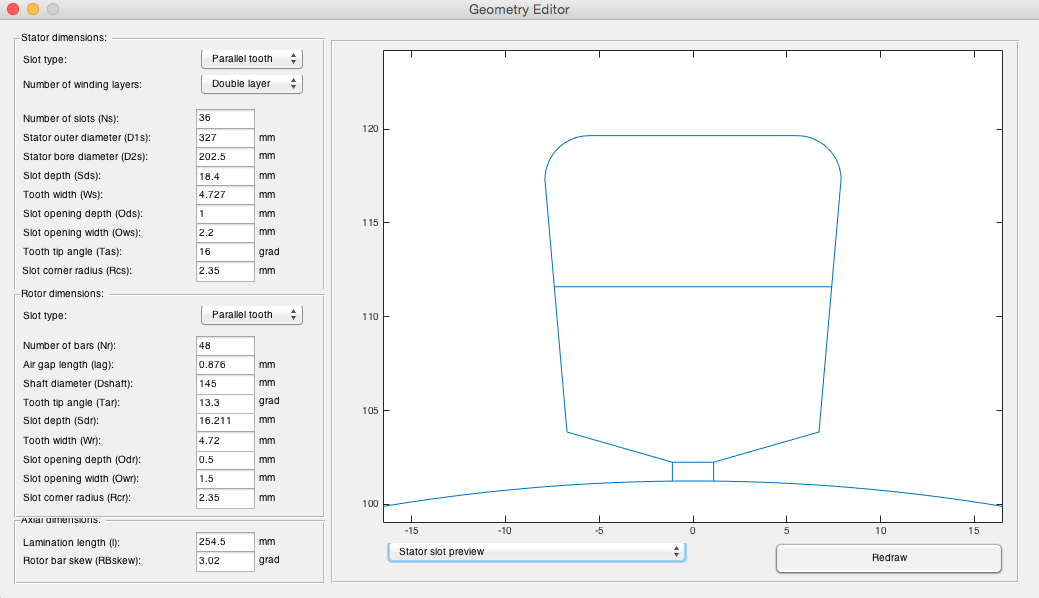 Geometry Editor
Stator dimensions:
Slot type: Parallel tooth
Number of winding layers: Double layer
Number of slots (Ns): 36
Stator outer diameter (D1s): 327 mm
Stator bore diameter (D2s): 202.5 mm
Slot depth (Sds): 18.4 mm
Tooth width (Ws): 4.727 mm
Slot opening depth (Ods): 1 mm
Slot opening width (Ows): 2.2 mm
Tooth tip angle (Tas): 16 grad
Slot corner radius (Rcs): 2.35 mm
Rotor dimensions:
Slot type: Parallel tooth
Number of bars (Nr): 48
Air gap length (lag): 0.876 mm
Shaft diameter (Dshaft): 145 mm
Tooth tip angle (Tar): 13.3 grad
Slot depth (Sdr): 16.211 mm
Tooth width (Wr): 4.72 mm
Slot opening depth (Odr): 0.5 mm
Slot opening width (Owr): 1.5 mm
Slot corner radius (Rcr): 2.35 mm
Axial dimensions:
Lamination length (l): 254.5 mm
Rotor bar skew (RBskew): 3.02 grad
120
115
110
105
100
-15 -10 -5 0 5 10 15
Stator slot preview
Redraw